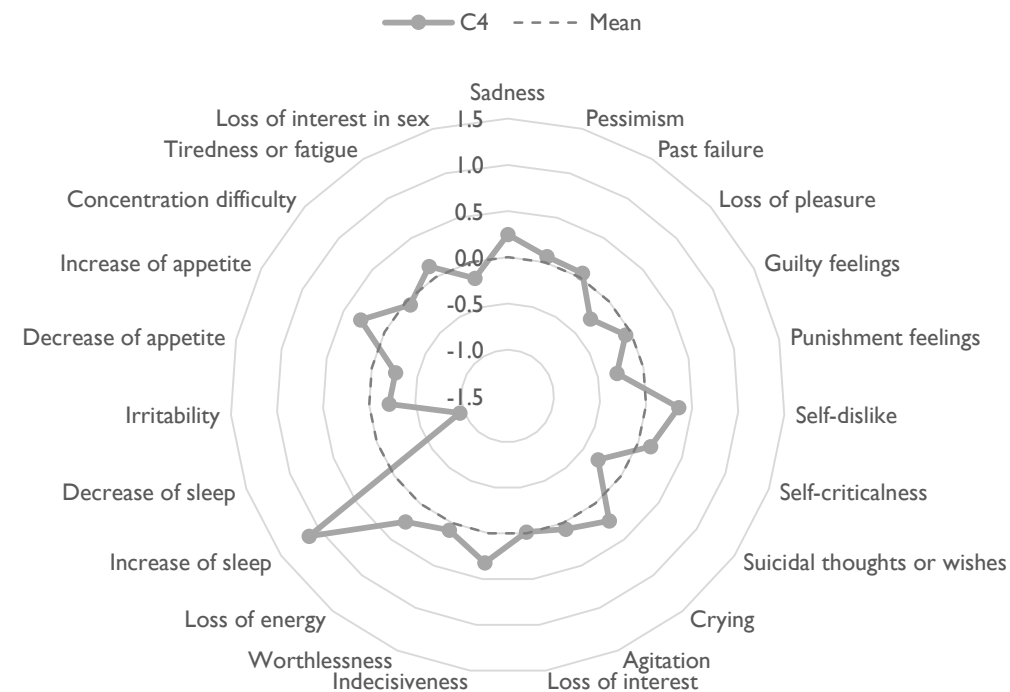 C4 Mean
Sadness
Pessimism
Past failure
Loss of pleasure
Guilty feelings
Punishment feelings
Self-dislike
Self-criticalness
Suicidal thoughts or wishes
Crying
Agitation
Loss of interest
Indecisiveness
Worthlessness
Loss of energy
Increase of sleep
Decrease of sleep
Irritability
Decrease of appetite
Increase of appetite
Concentration difficulty
Tiredness or fatigue
Loss of interest in sex
1.5
1.0
0.5
0.0
-0.5
-1.0
-1.5